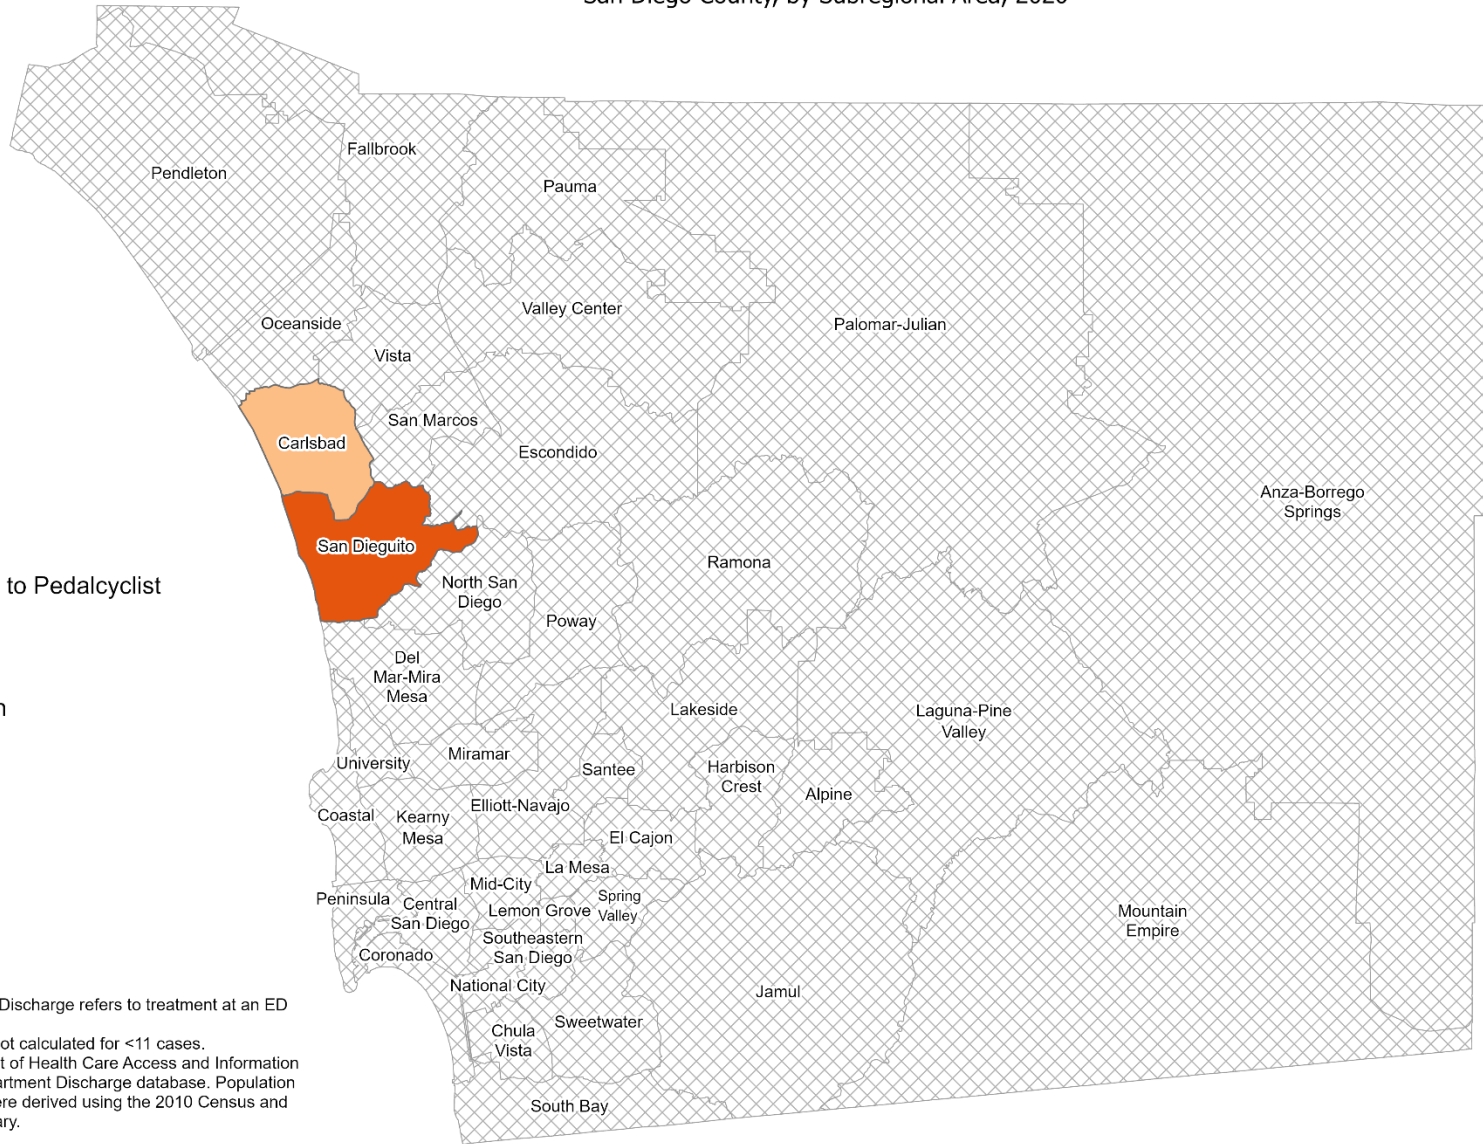 San Diego County, by Subregional Area, 2020
Fallbrook
Pendleton
Pauma
Valley Center
Oceanside
Palomar-Julian
Vista
San Marcos
Carlsbad
Escondido
Anza-Borrego
Springs
San Dieguito
Ramona
to Pedalcyclist
North San
Diego
Poway
Del
Mar-Mira
Mesa
Lakeside
Laguna-Pine
Valley
Miramar
University
Santee
Harbison
Crest
Alpine
Elliott-Navajo
Coastal
Kearny
Mesa
El Cajon
La Mesa
Mid-City
Peninsula
Central
San Diego
Spring
Valley
Lemon Grove
Mountain
Empire
Southeastern
San Diego
Coronado
National City
Jamul
Sweetwater
Chula
Vista
South Bay
Discharge refers to treatment at an ED
ot calculated for <11 cases.
t of Health Care Access and Information
artment Discharge database. Population
ere derived using the 2010 Census and
ary.